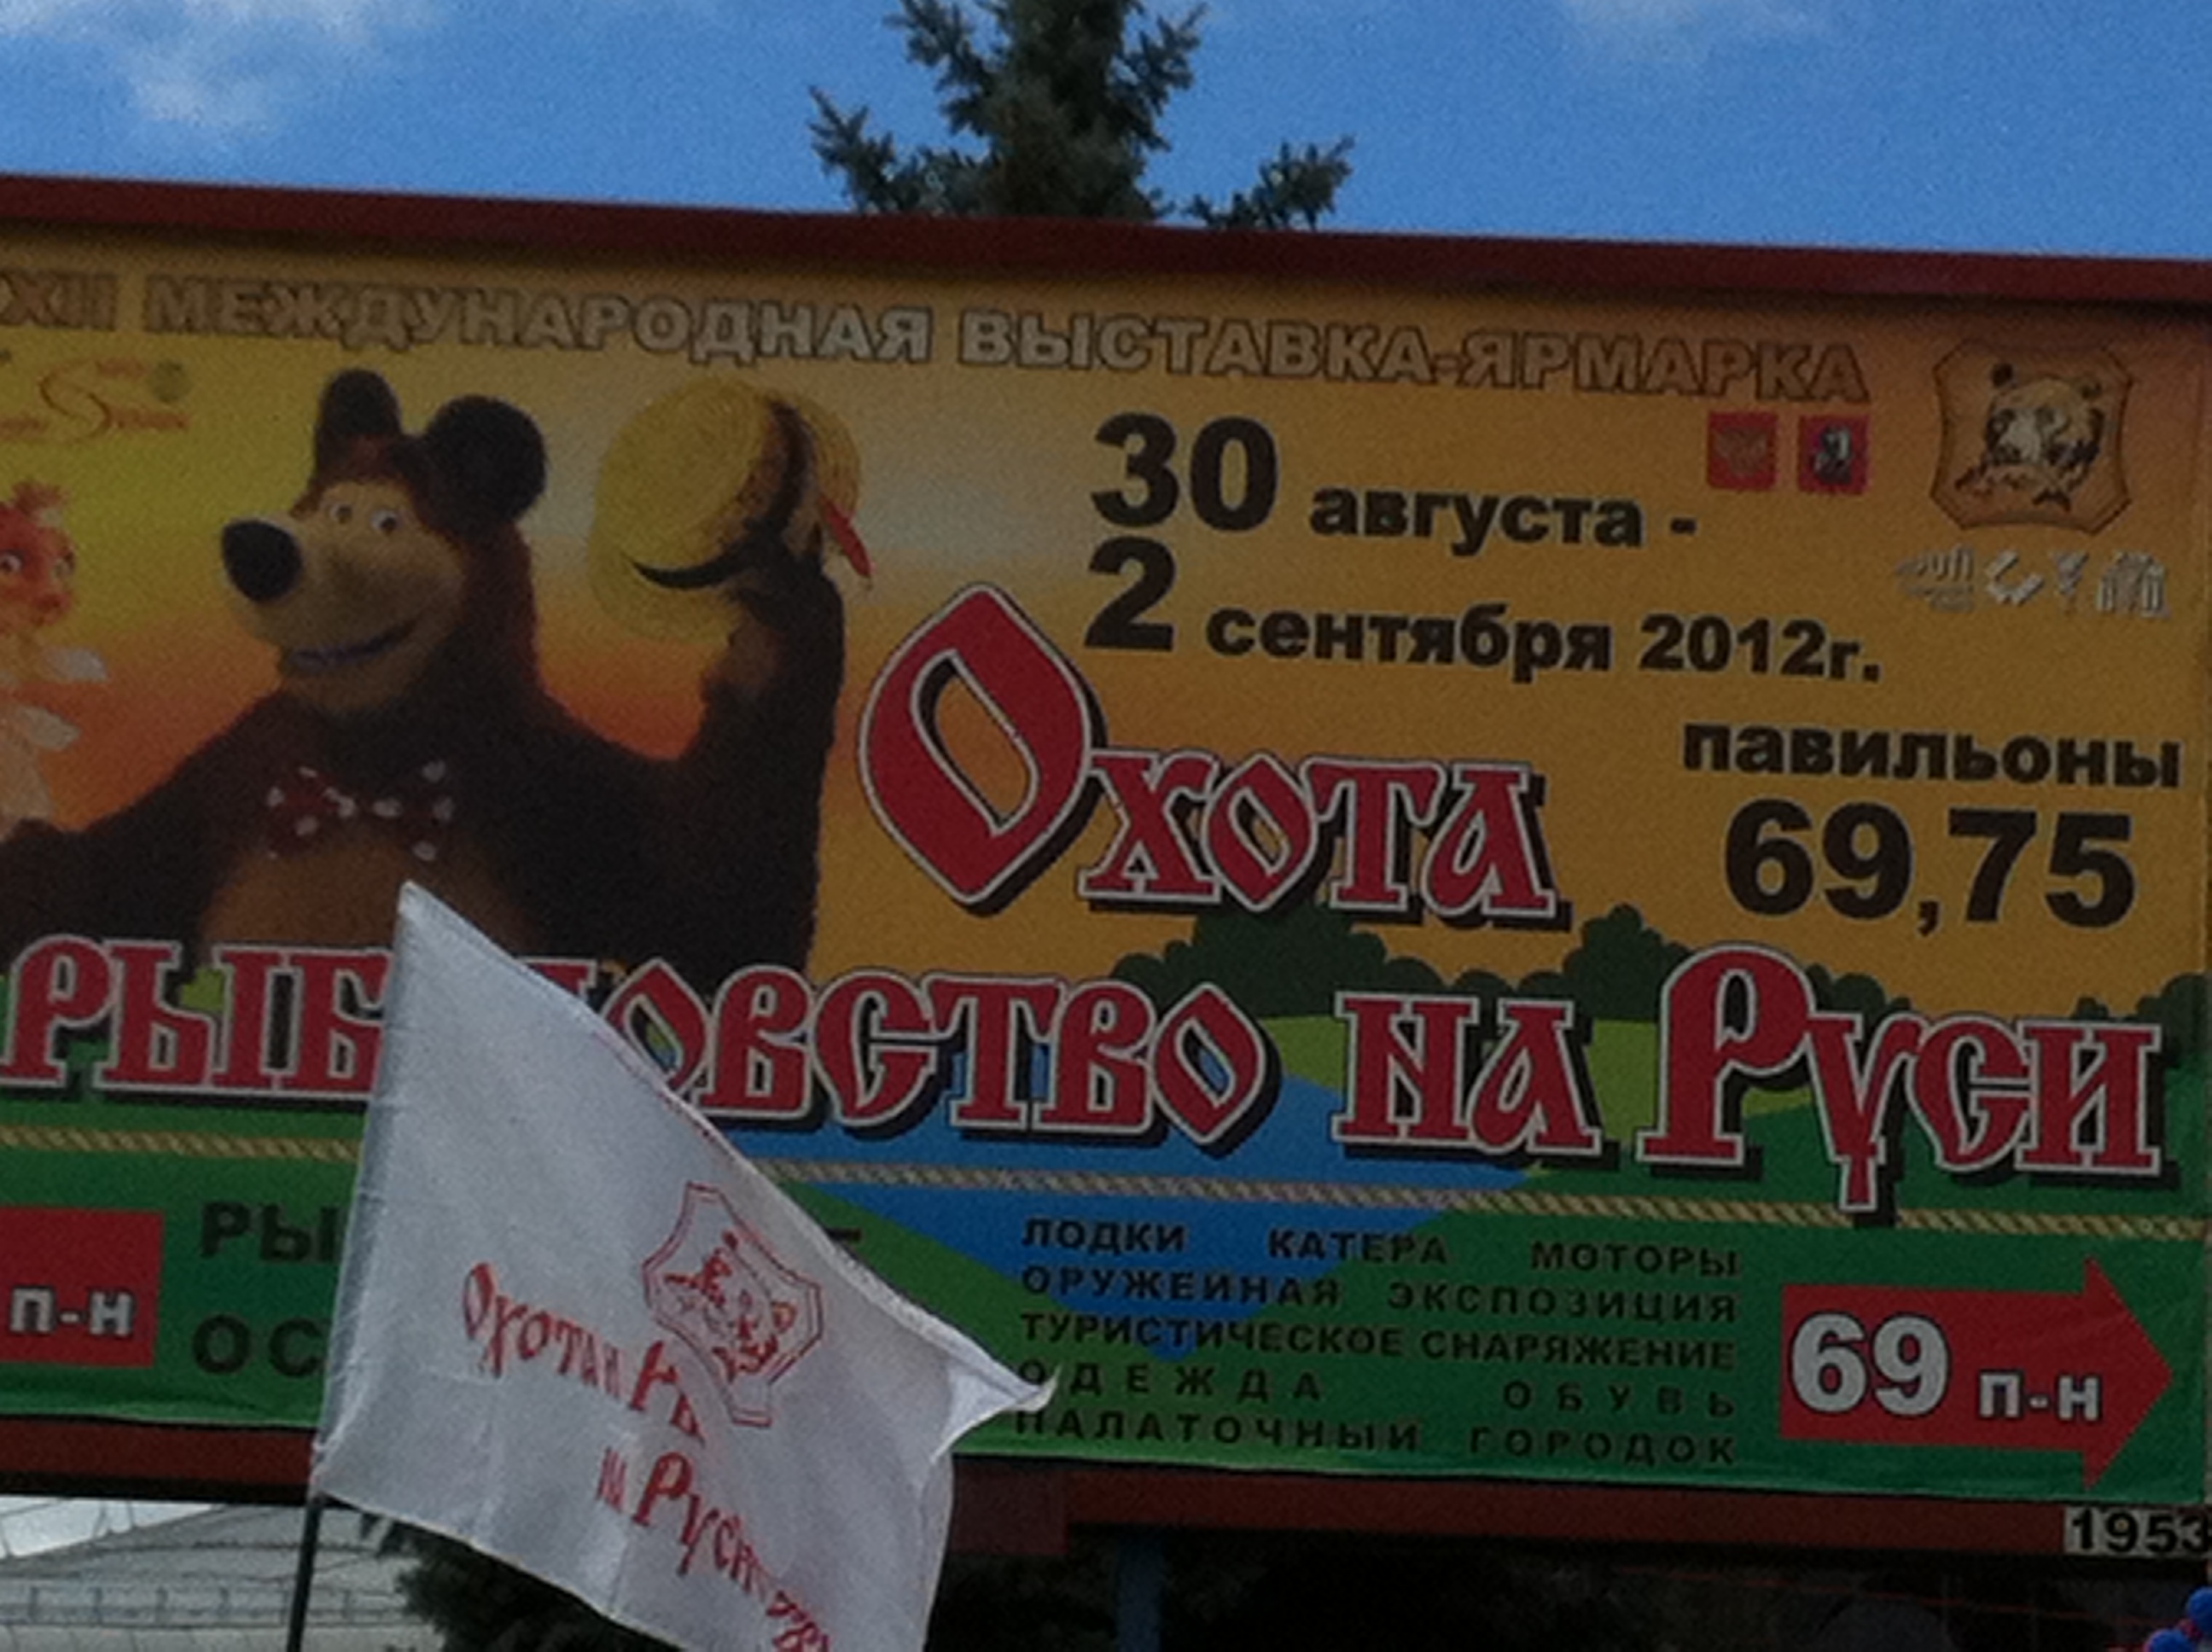 XII МЕЖДУНАРОДНАЯ ВЫСТАВКА-ЯРМАРКА
30 августа -
2 сентября 2012г.
павильоны
69,75
Охота
на Руси
п-н
ЛОДКИ КАТЕРА МОТОРЫ
ОРУЖЕЙНАЯ ЭКСПОЗИЦИЯ
ТУРИСТИЧЕСКОЕ СНАРЯЖЕНИЕ
ОДЕЖДА ОБУВЬ
ПАЛАТОЧНЫЙ ГОРОДОК
69 п-н
Охота и
на Руси
1953